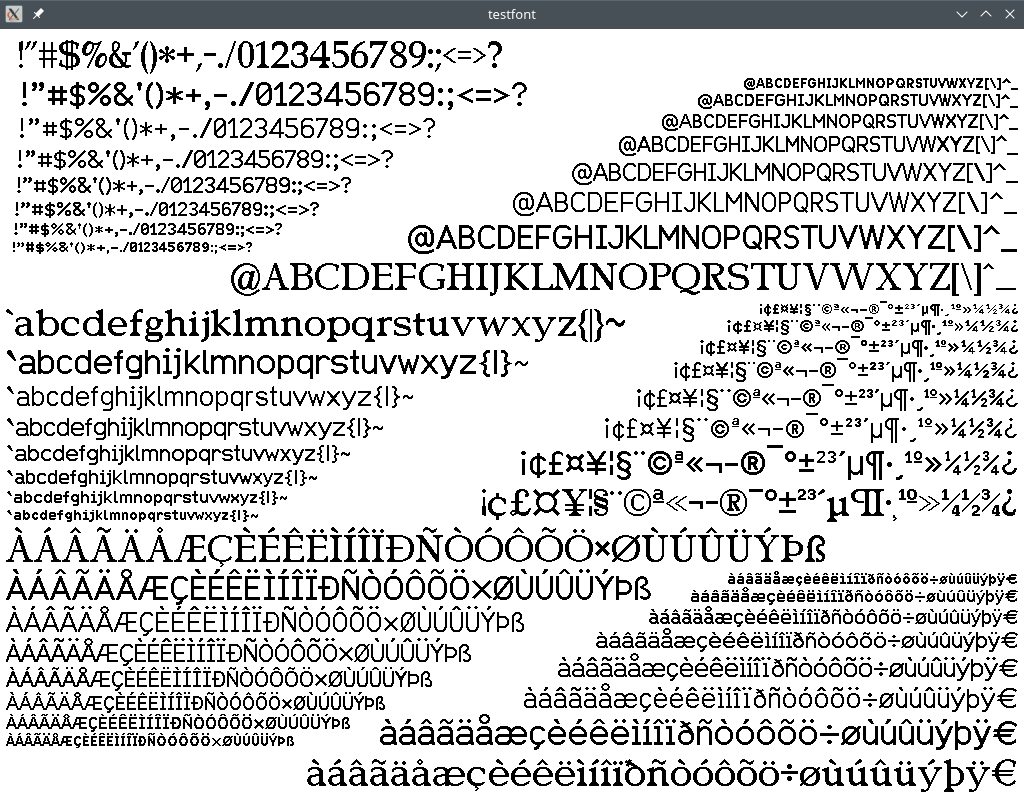 testfont
!"#$%&'()*+,-./0123456789:;<=>?
!"#$%&'()*+,-./0123456789:;<=>?
!"#$%&'()*+,-./0123456789:;<=>?
!"#$%&'()*+,-./0123456789:;<=>?
!"#$%&'()*+,-./0123456789:;<=>?
!"#$%&'()*+,-./0123456789:;<=>?
!"#$%&'()*+,-./0123456789:;<=>?
!"#$%&'()*+,-./0123456789:;<=>?
@ABCDEFGHIJKLMNOPQRSTUVWXYZ[\]^_
@ABCDEFGHIJKLMNOPQRSTUVWXYZ[\]^_
@ABCDEFGHIJKLMNOPQRSTUVWXYZ[\]^_
@ABCDEFGHIJKLMNOPQRSTUVWXYZ[\]^_
@ABCDEFGHIJKLMNOPQRSTUVWXYZ[\]^_
@ABCDEFGHIJKLMNOPQRSTUVWXYZ[\]^_
@ABCDEFGHIJKLMNOPQRSTUVWXYZ[\]^_
@ABCDEFGHIJKLMNOPQRSTUVWXYZ[\]^_
`abcdefghijklmnopqrstuvwxyz{|}~
`abcdefghijklmnopqrstuvwxyz{|}~
`abcdefghijklmnopqrstuvwxyz{|}~
`abcdefghijklmnopqrstuvwxyz{|}~
`abcdefghijklmnopqrstuvwxyz{|}~
`abcdefghijklmnopqrstuvwxyz{|}~
`abcdefghijklmnopqrstuvwxyz{|}~
`abcdefghijklmnopqrstuvwxyz{|}~
¡¢£¤¥¦§¨©ª«¬-®¯°±²³´µ¶·¸¹º»¼½¾¿
¡¢£¤¥¦§¨©ª«¬-®¯°±²³´µ¶·¸¹º»¼½¾¿
¡¢£¤¥¦§¨©ª«¬-®¯°±²³´µ¶·¸¹º»¼½¾¿
¡¢£¤¥¦§¨©ª«¬-®¯°±²³´µ¶·¸¹º»¼½¾¿
¡¢£¤¥¦§¨©ª«¬-®¯°±²³´µ¶·¸¹º»¼½¾¿
¡¢£¤¥¦§¨©ª«¬-®¯°±²³´µ¶·¸¹º»¼½¾¿
¡¢£¤¥¦§¨©ª«¬-®¯°±²³´µ¶·¸¹º»¼½¾¿
¡¢£¤¥¦§¨©ª«¬-®¯°±²³´µ¶·¸¹º»¼½¾¿
ÀÁÂÃÄÅÆÇÈÉÊËÌÍÎÏÐÑÒÓÔÕÖ×ØÙÚÛÜÝÞß
ÀÁÂÃÄÅÆÇÈÉÊËÌÍÎÏÐÑÒÓÔÕÖ×ØÙÚÛÜÝÞß
ÀÁÂÃÄÅÆÇÈÉÊËÌÍÎÏÐÑÒÓÔÕÖ×ØÙÚÛÜÝÞß
ÀÁÂÃÄÅÆÇÈÉÊËÌÍÎÏÐÑÒÓÔÕÖ×ØÙÚÛÜÝÞß
ÀÁÂÃÄÅÆÇÈÉÊËÌÍÎÏÐÑÒÓÔÕÖ×ØÙÚÛÜÝÞß
ÀÁÂÃÄÅÆÇÈÉÊËÌÍÎÏÐÑÒÓÔÕÖ×ØÙÚÛÜÝÞß
ÀÁÂÃÄÅÆÇÈÉÊËÌÍÎÏÐÑÒÓÔÕÖ×ØÙÚÛÜÝÞß
ÀÁÂÃÄÅÆÇÈÉÊËÌÍÎÏÐÑÒÓÔÕÖ×ØÙÚÛÜÝÞß
àáâãäåæçèéêëìíîïðñòóôõö÷øùúûüýþÿ€
àáâãäåæçèéêëìíîïðñòóôõö÷øùúûüýþÿ€
àáâãäåæçèéêëìíîïðñòóôõö÷øùúûüýþÿ€
àáâãäåæçèéêëìíîïðñòóôõö÷øùúûüýþÿ€
àáâãäåæçèéêëìíîïðñòóôõö÷øùúûüýþÿ€
àáâãäåæçèéêëìíîïðñòóôõö÷øùúûüýþÿ€
àáâãäåæçèéêëìíîïðñòóôõö÷øùúûüýþÿ€
àáâãäåæçèéêëìíîïðñòóôõö÷øùúûüýþÿ€